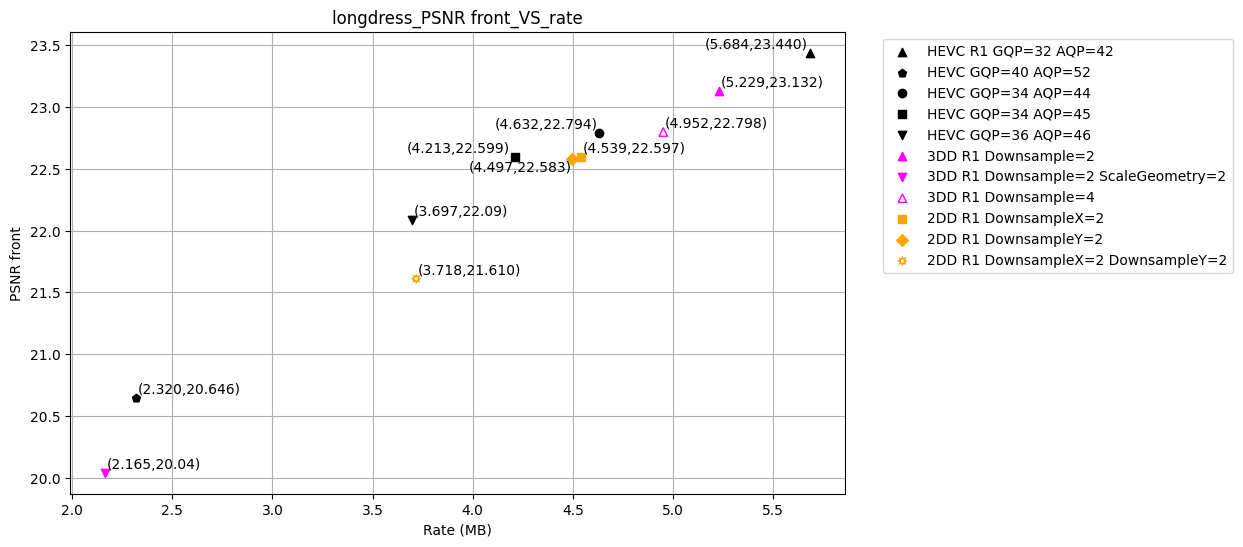 longdress_PSNR front_VS_rate
23.5
23.0
22.5
22.0
21.5
21.0
20.5
20.0
PSNR front
(5.684,23.440)
(5.229,23.132)
(4.632,22.794)
(4.952,22.798)
(4.213,22.599)
(4.539,22.597)
(4.497,22.583)
(3.697,22.09)
(3.718,21.610)
(2.320,20.646)
(2.165,20.04)
2.0 2.5 3.0 3.5 4.0 4.5 5.0 5.5
Rate (MB)
HEVC R1 GQP=32 AQP=42
HEVC GQP=40 AQP=52
HEVC GQP=34 AQP=44
HEVC GQP=34 AQP=45
HEVC GQP=36 AQP=46
3DD R1 Downsample=2
3DD R1 Downsample=2 ScaleGeometry=2
3DD R1 Downsample=4
2DD R1 DownsampleX=2
2DD R1 DownsampleY=2
2DD R1 DownsampleX=2 DownsampleY=2